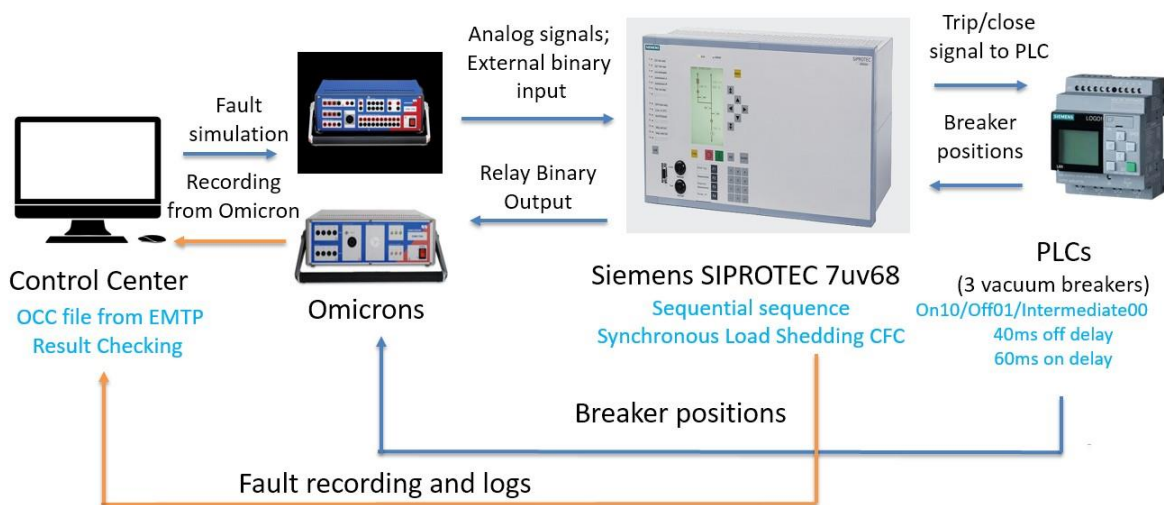 Fault
simulation
Recording
from Omicron
Control Center
OCC file from EMTP
Result Checking
Omicrons
Analog signals;
External binary
input
Relay Binary
Output
SIEMENS
SIPROTEC
Siemens SIPROTEC 7uv68
Sequential sequence
Synchronous Load Shedding CFC
Trip/close
signal to PLC
Breaker
positions
SIEMENS
LOGO!
PLCs
(3 vacuum breakers)
On10/Off01/Intermediate00
40ms off delay
60ms on delay
Breaker positions
Fault recording and logs